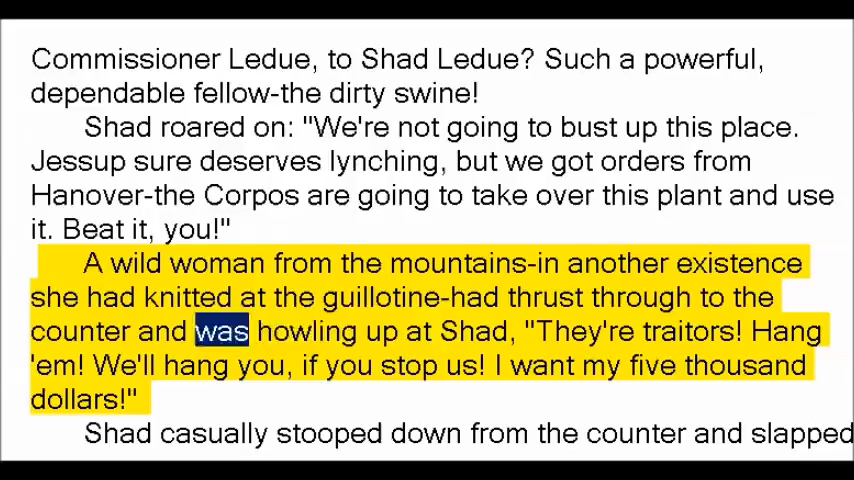 Commissioner Ledue, to Shad Ledue? Such a powerful,
dependable fellow-the dirty swine!
Shad roared on: "We're not going to bust up this place.
Jessup sure deserves lynching, but we got orders from
Hanover-the Corpos are going to take over this plant and use
it. Beat it, you!"
A wild woman from the mountains-in another existence
she had knitted at the guillotine-had thrust through to the
counter and was howling up at Shad, "They're traitors! Hang
'em! We'll hang you, if you stop us! I want my five thousand
dollars!"
Shad casually stooped down from the counter and slapped